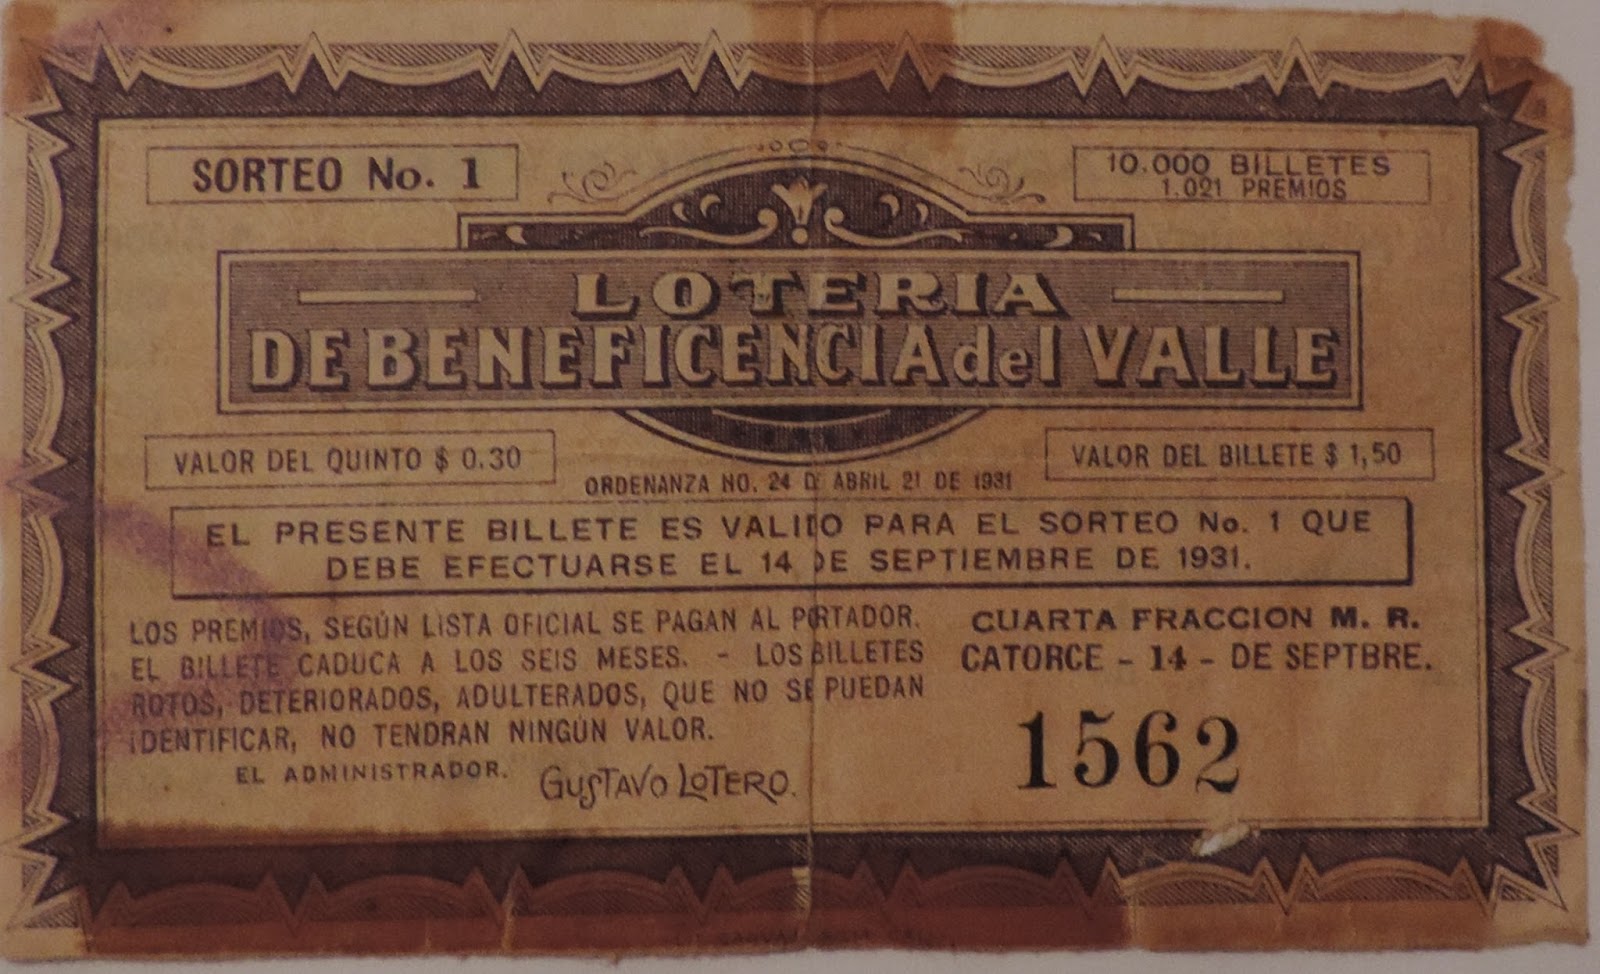 SORTEO No. 1
10.000 BILLETES
1.021 PREMIOS
LOTERIA
DE BENEFICENCIA del VALLE
VALOR DEL QUINTO $ 0.30
VALOR DEL BILLETE $ 1,50
ORDENANZA NO. 24 D ABRIL 21 DE 1931
EL PRESENTE BILLETE ES VALIDO PARA EL SORTEO No. 1 QUE
DEBE EFECTUARSE EL 14 DE SEPTIEMBRE DE 1931.
LOS PREMIOS, SEGÚN LISTA OFICIAL SE PAGAN AL PORTADOR.
EL BILLETE CADUCA A LOS SEIS MESES. - LOS BILLETES
ROTOS, DETERIORADOS, ADULTERADOS, QUE NO SE PUEDAN
IDENTIFICAR, NO TENDRAN NINGÚN VALOR.
EL ADMINISTRADOR.
GUSTAVO LOTERO.
CUARTA FRACCION M. R.
CATORCE - 14 - DE SEPTBRE.
1562